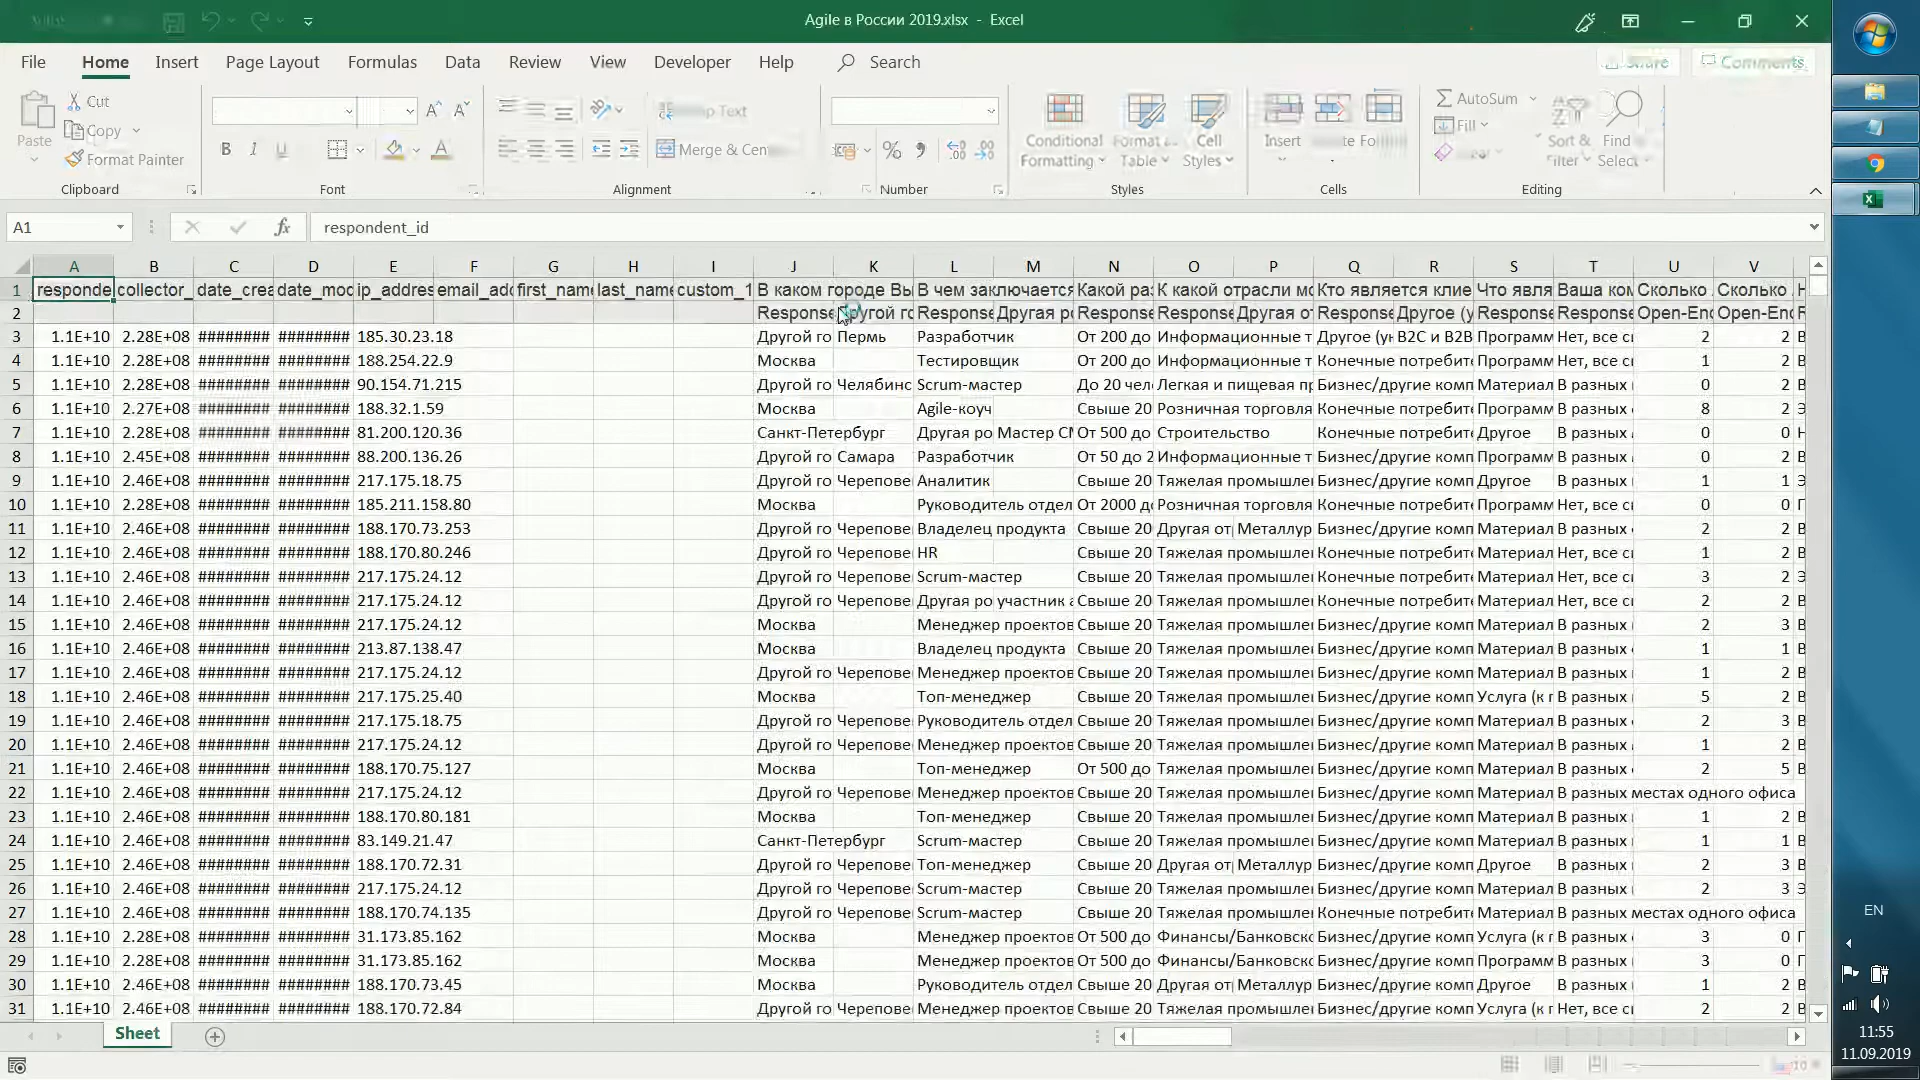 Agile в России 2019.xlsx - Excel
File Home Insert Page Layout Formulas Data Review View Developer Help Search Share Comments
Paste Cut Copy Format Painter Clipboard
B I U Font
Wrap Text Merge & Cen Alignment
% Number
Conditional Formatting Format Table Cell Styles Styles
Insert Cells
AutoSum Fill Clear Sort & Filter Find Select Editing
A1 fx respondent_id
A B C D E F G H I J K L M N O P Q R S T U V
1 responde collector_ date_crea date_moc ip_addres email_adc first_name last_name custom_1 В каком городе Вы В чем заключается Какой раз К какой отрасли мо Кто является клие Что явля Ваша ком Сколько Сколько
2 Response Другой го Response Другая ро Response Response Другая от Response Другое (у Response Response Open-Enc Open-Enc
3 1.1E+10 2.28E+08 ######## ######## 185.30.23.18 Другой го Пермь Разработчик От 200 до Информационные т Другое (ук B2C и B2B Программ Нет, все с 2 2 В
4 1.1E+10 2.28E+08 ######## ######## 188.254.22.9 Москва Тестировщик От 200 до Информационные т Конечные потребите Программ Нет, все с 1 2 В
5 1.1E+10 2.28E+08 ######## ######## 90.154.71.215 Другой го Челябинс Scrum-мастер До 20 чел Легкая и пищевая пр Бизнес/другие комп Материал В разных 0 2 В
6 1.1E+10 2.27E+08 ######## ######## 188.32.1.59 Москва Agile-коуч Свыше 20 Розничная торговля Конечные потребите Программ В разных 8 2 Э
7 1.1E+10 2.28E+08 ######## ######## 81.200.120.36 Санкт-Петербург Другая ро Мастер СМ От 500 до Строительство Конечные потребите Другое В разных 0 0 Н
8 1.1E+10 2.45E+08 ######## ######## 88.200.136.26 Другой го Самара Разработчик От 50 до 2 Информационные т Бизнес/другие комп Программ В разных 0 2 В
9 1.1E+10 2.46E+08 ######## ######## 217.175.18.75 Другой го Черепове Аналитик Свыше 20 Тяжелая промышле Бизнес/другие комп Другое В разных 1 1 Э
10 1.1E+10 2.28E+08 ######## ######## 185.211.158.80 Москва Руководитель отдел От 2000 до Розничная торговля Конечные потребите Программ Нет, все с 0 0 Г
11 1.1E+10 2.46E+08 ######## ######## 188.170.73.253 Другой го Черепове Владелец продукта Свыше 20 Другая от Металлур Бизнес/другие комп Материал В разных 2 2 В
12 1.1E+10 2.46E+08 ######## ######## 188.170.80.246 Другой го Черепове HR Свыше 20 Тяжелая промышле Конечные потребите Материал Нет, все с 1 2 В
13 1.1E+10 2.46E+08 ######## ######## 217.175.24.12 Другой го Черепове Scrum-мастер Свыше 20 Тяжелая промышле Конечные потребите Материал Нет, все с 3 2 Э
14 1.1E+10 2.46E+08 ######## ######## 217.175.24.12 Другой го Черепове Другая ро участник а Свыше 20 Тяжелая промышле Конечные потребите Материал Нет, все с 2 2 В
15 1.1E+10 2.46E+08 ######## ######## 217.175.24.12 Москва Менеджер проектов Свыше 20 Тяжелая промышле Бизнес/другие комп Материал В разных 2 3 В
16 1.1E+10 2.46E+08 ######## ######## 213.87.138.47 Москва Владелец продукта Свыше 20 Тяжелая промышле Бизнес/другие комп Материал В разных 1 1 В
17 1.1E+10 2.46E+08 ######## ######## 217.175.24.12 Другой го Черепове Менеджер проектов Свыше 20 Тяжелая промышле Бизнес/другие комп Материал В разных 1 2 В
18 1.1E+10 2.46E+08 ######## ######## 217.175.25.40 Москва Топ-менеджер Свыше 20 Тяжелая промышле Бизнес/другие комп Услуга (к г В разных 5 2 В
19 1.1E+10 2.46E+08 ######## ######## 217.175.18.75 Другой го Черепове Руководитель отдел Свыше 20 Тяжелая промышле Бизнес/другие комп Материал В разных 2 3 В
20 1.1E+10 2.46E+08 ######## ######## 217.175.24.12 Другой го Черепове Менеджер проектов Свыше 20 Тяжелая промышле Бизнес/другие комп Материал В разных 1 2 В
21 1.1E+10 2.46E+08 ######## ######## 188.170.75.127 Москва Топ-менеджер От 500 до Тяжелая промышле Бизнес/другие комп Материал В разных 2 5 В
22 1.1E+10 2.46E+08 ######## ######## 217.175.24.12 Другой го Черепове Менеджер проектов Свыше 20 Тяжелая промышле Бизнес/другие комп Материал В разных местах одного офиса
23 1.1E+10 2.46E+08 ######## ######## 188.170.80.181 Москва Топ-менеджер Свыше 20 Тяжелая промышле Бизнес/другие комп Материал В разных 1 2 В
24 1.1E+10 2.46E+08 ######## ######## 83.149.21.47 Санкт-Петербург Scrum-мастер Свыше 20 Тяжелая промышле Бизнес/другие комп Материал В разных 1 1 В
25 1.1E+10 2.46E+08 ######## ######## 188.170.72.31 Другой го Черепове Топ-менеджер Свыше 20 Другая от Металлур Бизнес/другие комп Другое В разных 2 3 В
26 1.1E+10 2.46E+08 ######## ######## 217.175.24.12 Другой го Черепове Scrum-мастер Свыше 20 Тяжелая промышле Бизнес/другие комп Материал В разных 2 3 Э
27 1.1E+10 2.46E+08 ######## ######## 188.170.74.135 Другой го Черепове Scrum-мастер Свыше 20 Тяжелая промышле Конечные потребите Материал В разных местах одного офиса
28 1.1E+10 2.28E+08 ######## ######## 31.173.85.162 Москва Менеджер проектов От 500 до Финансы/Банковско Бизнес/другие комп Услуга (к г В разных 3 0 Г
29 1.1E+10 2.28E+08 ######## ######## 31.173.85.162 Москва Менеджер проектов От 500 до Финансы/Банковско Бизнес/другие комп Программ В разных 3 0 Г
30 1.1E+10 2.46E+08 ######## ######## 188.170.73.45 Москва Руководитель отдел Свыше 20 Другая от Металлур Бизнес/другие комп Другое В разных 1 2 В
31 1.1E+10 2.46E+08 ######## ######## 188.170.72.84 Другой го Черепове Менеджер проектов Свыше 20 Тяжелая промышле Бизнес/другие комп Услуга (к г Нет, все с 2 2 В
Sheet
EN
11:55
11.09.2019